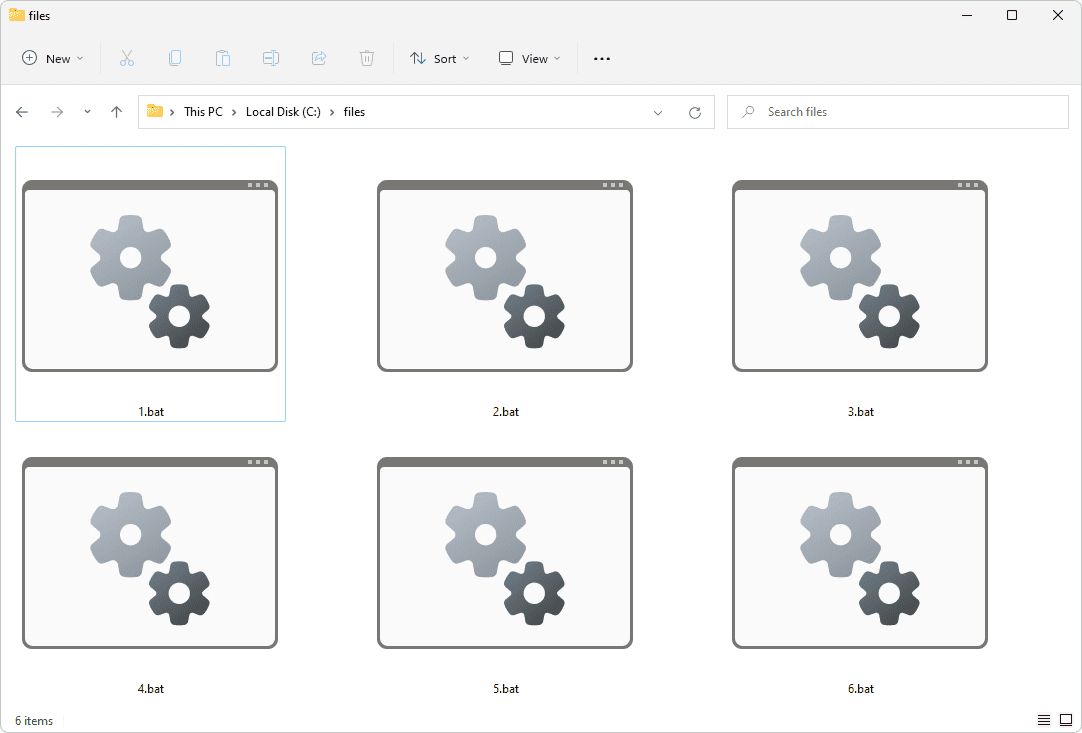 files
New
Sort
View
This PC
Local Disk (C:)
files
Search files
1.bat
2.bat
3.bat
4.bat
5.bat
6.bat
6 items